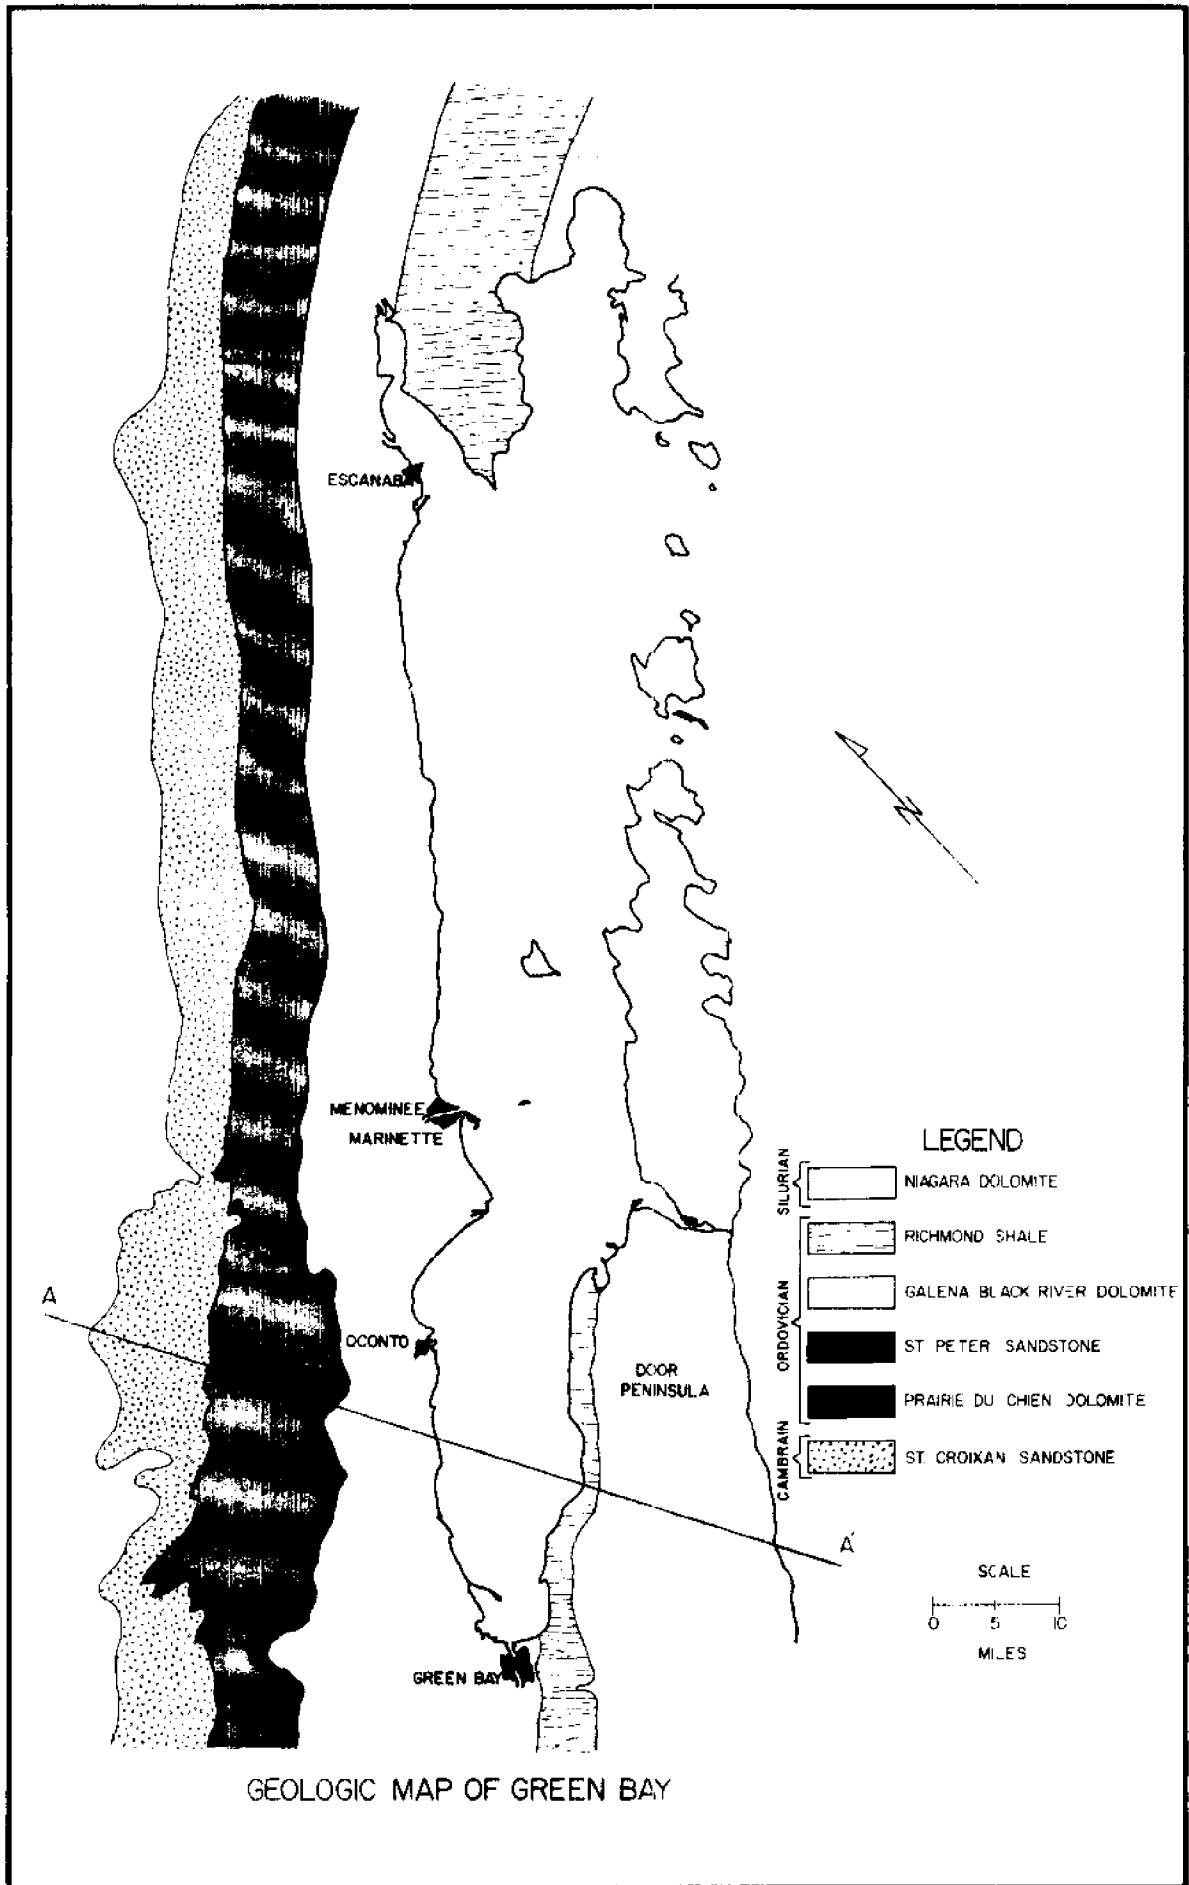 ESCANABA
MENOMINEE
MARINETTE
A
OCONTO
DOOR
PENINSULA
A'
GREEN BAY
N
LEGEND
SILURIAN
NIAGARA DOLOMITE
ORDOVICIAN
RICHMOND SHALE
GALENA BLACK RIVER DOLOMITE
ST PETER SANDSTONE
PRAIRIE DU CHIEN DOLOMITE
CAMBRAIN
ST. CROIXAN SANDSTONE
SCALE
0 5 10
MILES
GEOLOGIC MAP OF GREEN BAY